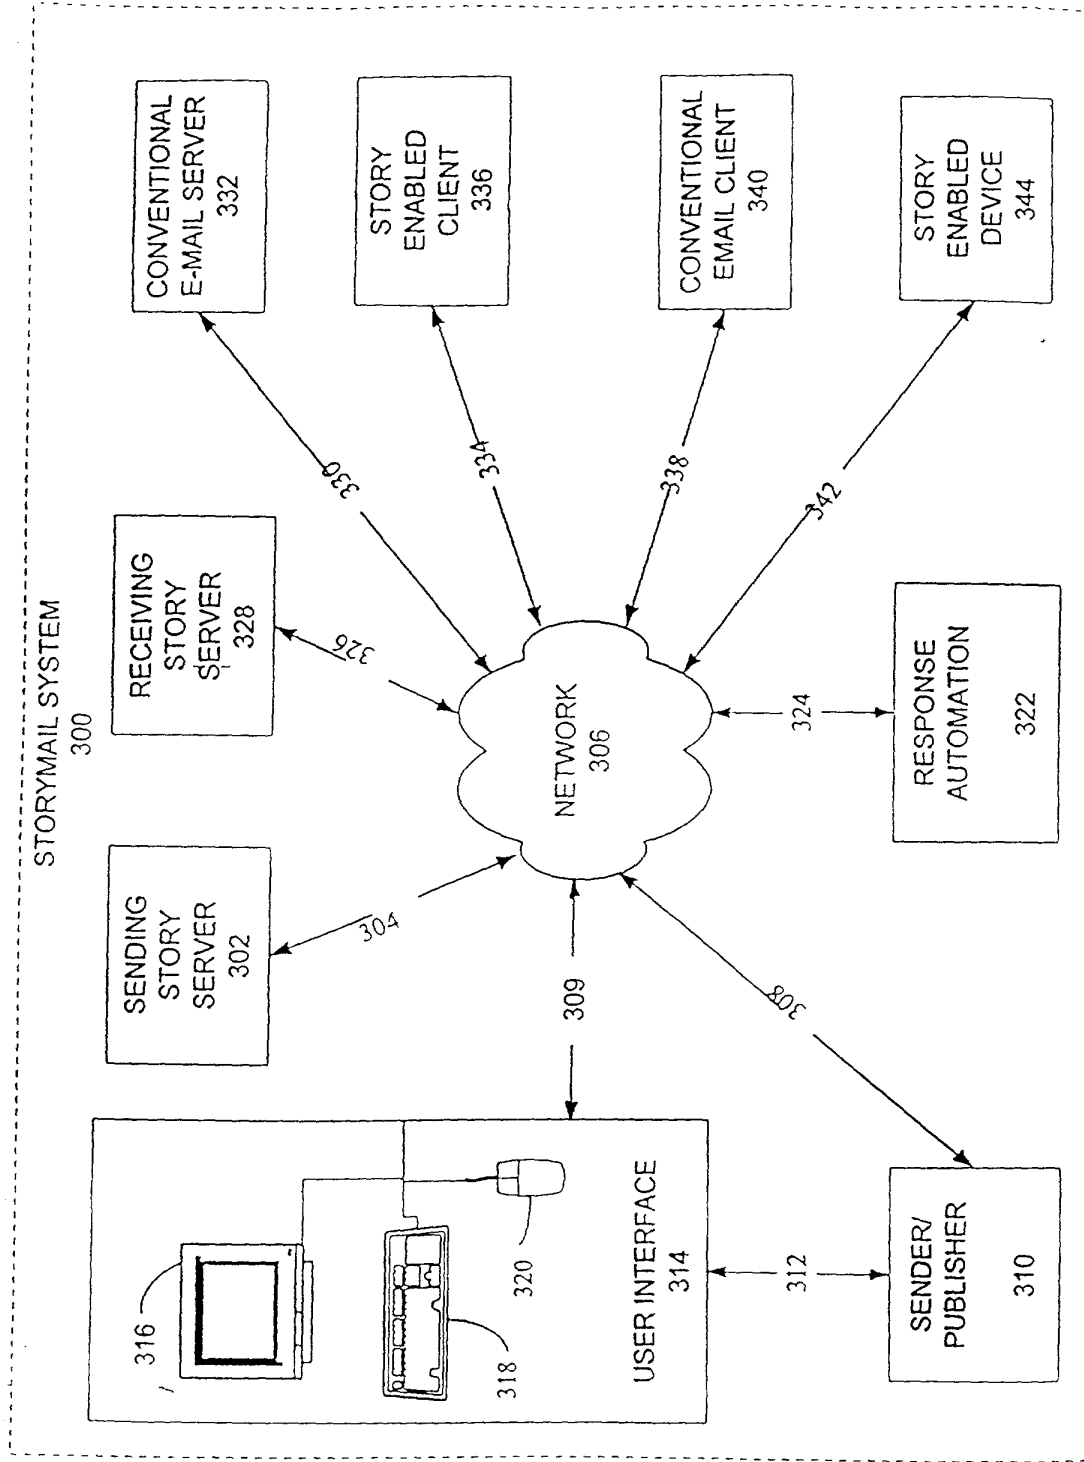 STORYMAIL SYSTEM
300
SENDING
STORY
SERVER
302
RECEIVING
STORY
SERVER
328
CONVENTIONAL
E-MAIL SERVER
332
STORY
ENABLED
CLIENT
336
CONVENTIONAL
EMAIL CLIENT
340
STORY
ENABLED
DEVICE
344
304
326
330
334
338
342
NETWORK
306
309
308
324
316
318
320
USER INTERFACE
314
312
SENDER/
PUBLISHER
310
RESPONSE
AUTOMATION
322